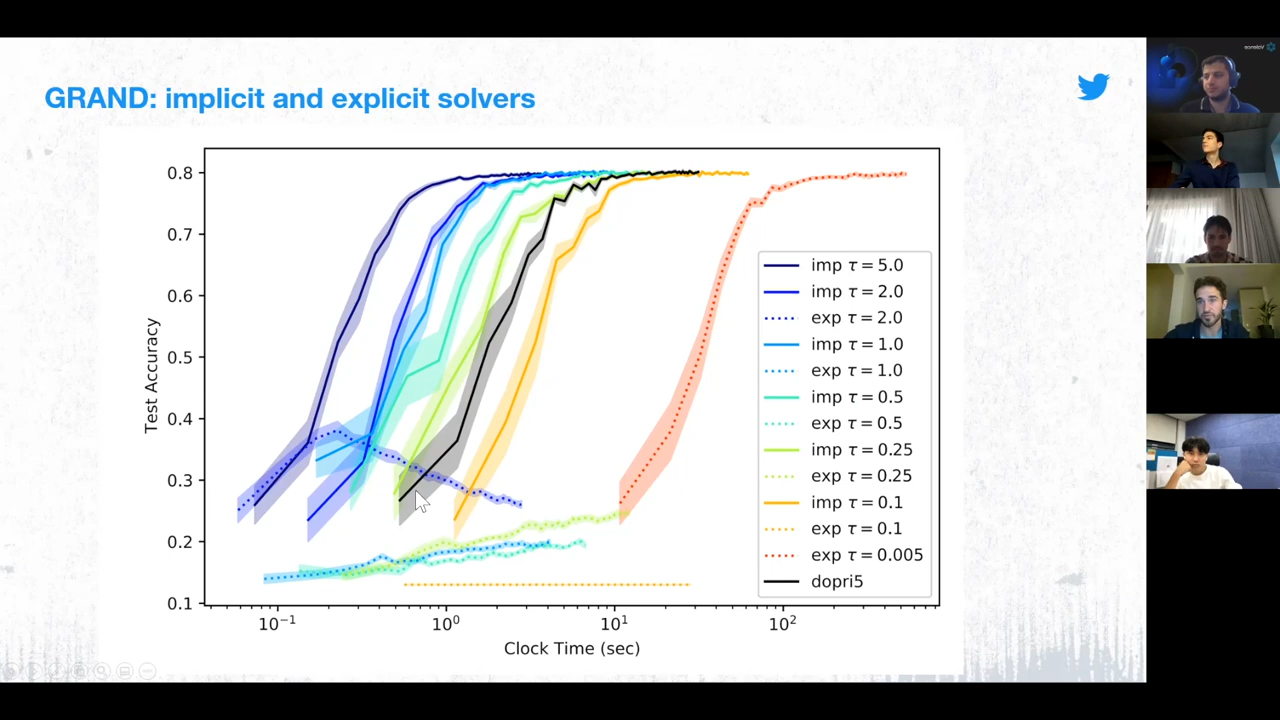 GRAND: implicit and explicit solvers
Test Accuracy
0.8
0.7
0.6
0.5
0.4
0.3
0.2
0.1
10⁻¹
10⁰
10¹
10²
Clock Time (sec)
imp τ = 5.0
imp τ = 2.0
exp τ = 2.0
imp τ = 1.0
exp τ = 1.0
imp τ = 0.5
exp τ = 0.5
imp τ = 0.25
exp τ = 0.25
imp τ = 0.1
exp τ = 0.1
exp τ = 0.005
dopri5